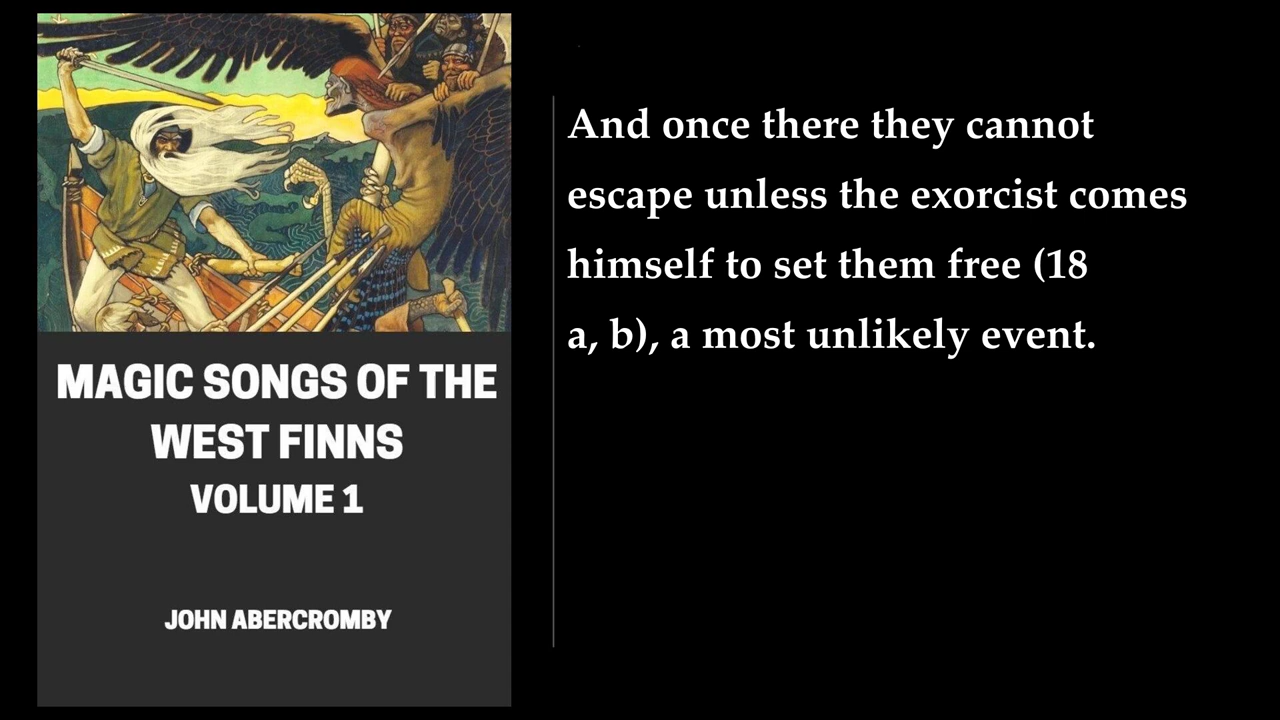 MAGIC SONGS OF THE
WEST FINNS
VOLUME 1
JOHN ABERCROMBY
And once there they cannot
escape unless the exorcist comes
himself to set them free (18
a, b), a most unlikely event.